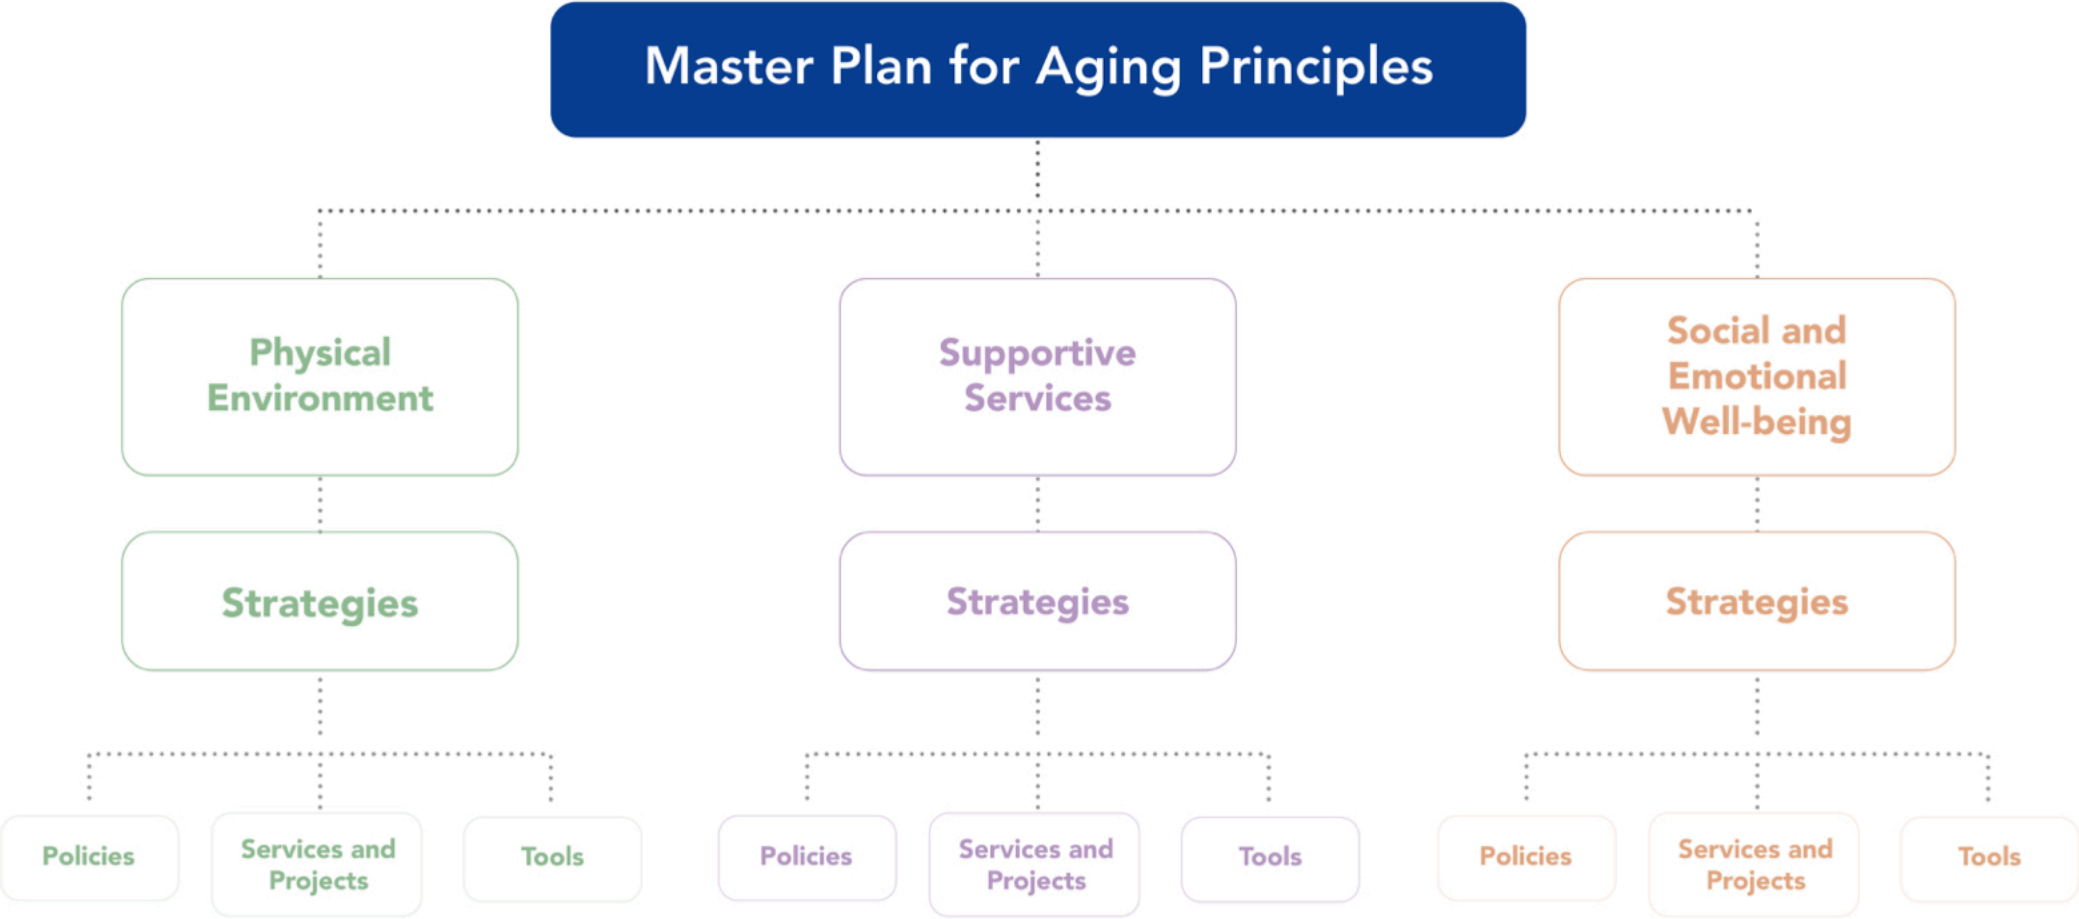 Master Plan for Aging Principles
Physical
Environment
Supportive
Services
Social and
Emotional
Well-being
Strategies
Strategies
Strategies
Policies
Services and
Projects
Tools
Policies
Services and
Projects
Tools
Policies
Services and
Projects
Tools